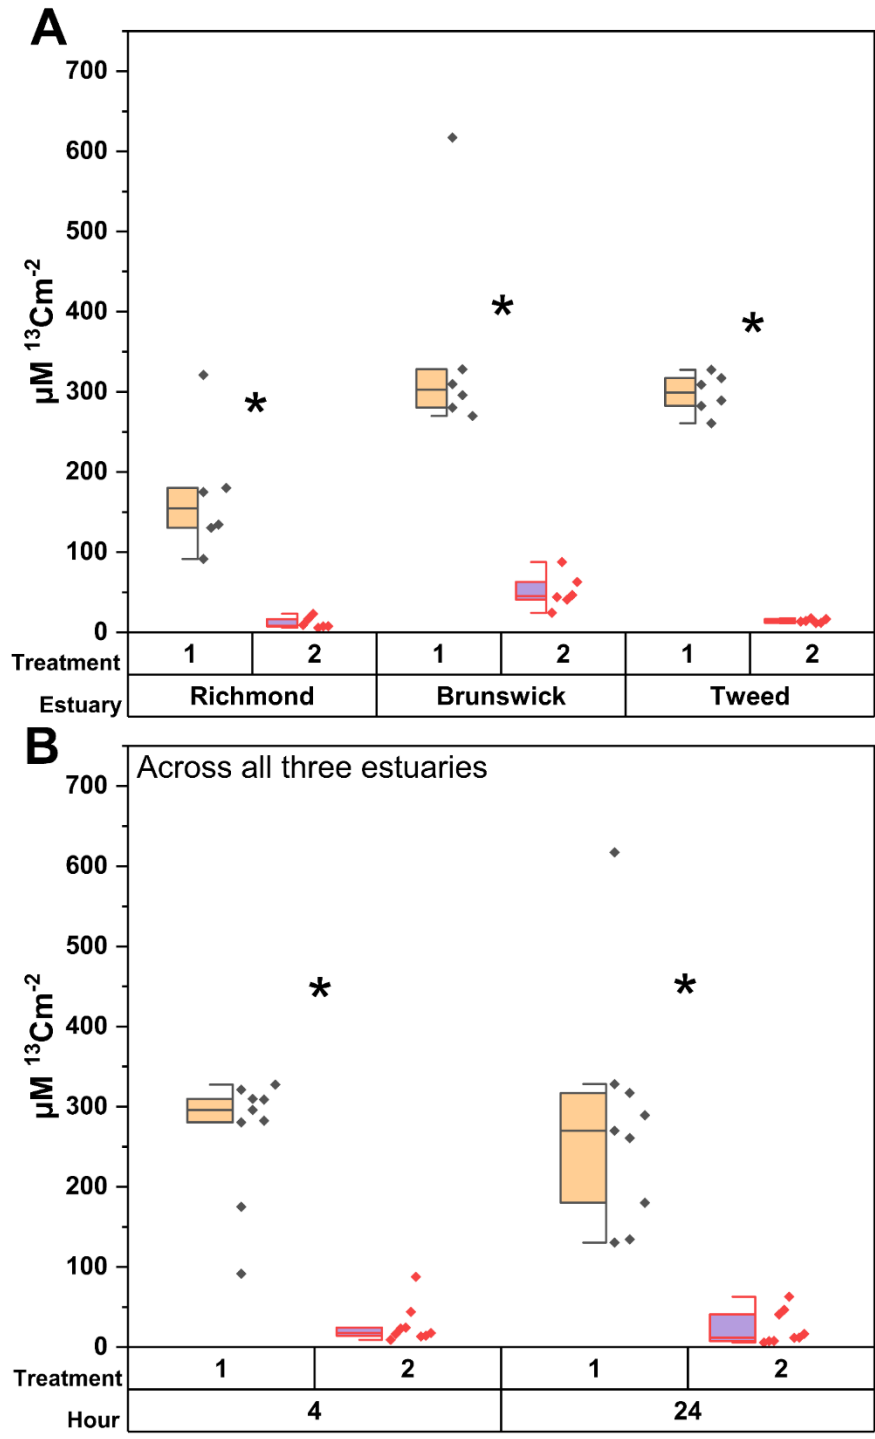 A
700
600
500
400
300
200
100
0
µM ¹³Cm⁻²
* * *
Treatment 1 2 1 2 1 2
Estuary Richmond Brunswick Tweed
B
Across all three estuaries
700
600
500
400
300
200
100
0
µM ¹³Cm⁻²
* *
Treatment 1 2 1 2
Hour 4 24